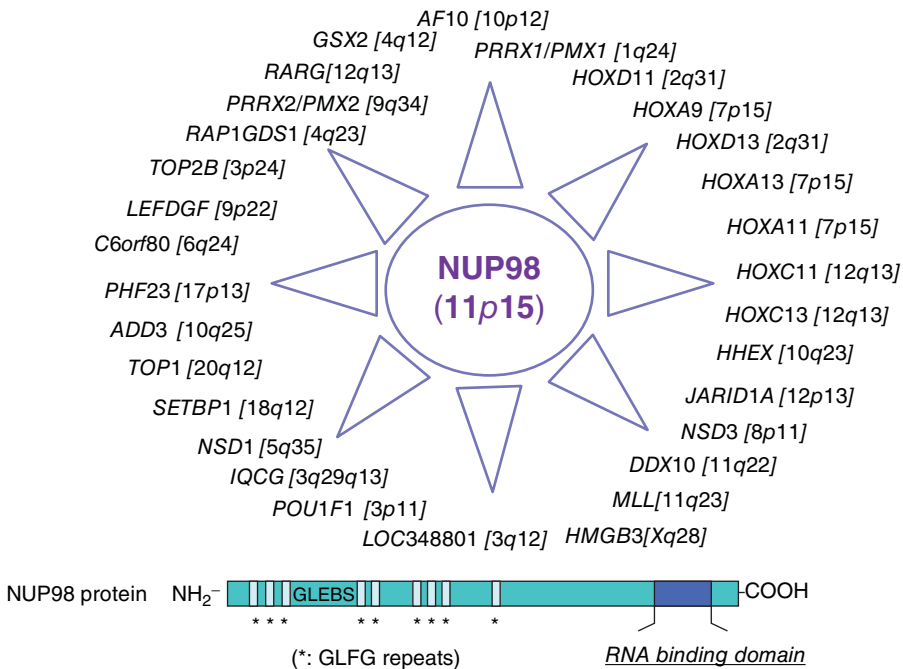 AF10 [10p12]
GSX2 [4q12]
PRRX1/PMX1 [1q24]
RARG[12q13]
HOXD11 [2q31]
PRRX2/PMX2 [9q34]
HOXA9 [7p15]
RAP1GDS1 [4q23]
HOXD13 [2q31]
TOP2B [3p24]
HOXA13 [7p15]
LEFDGF [9p22]
HOXA11 [7p15]
C6orf80 [6q24]
NUP98
(11p15)
HOXC11 [12q13]
PHF23 [17p13]
HOXC13 [12q13]
ADD3 [10q25]
HHEX [10q23]
TOP1 [20q12]
JARID1A [12p13]
SETBP1 [18q12]
NSD3 [8p11]
NSD1 [5q35]
DDX10 [11q22]
IQCG [3q29q13]
MLL[11q23]
POU1F1 [3p11]
LOC348801 [3q12]
HMGB3[Xq28]
NUP98 protein NH2– GLEBS -COOH
* * * * * * * * *
(*: GLFG repeats)
RNA binding domain